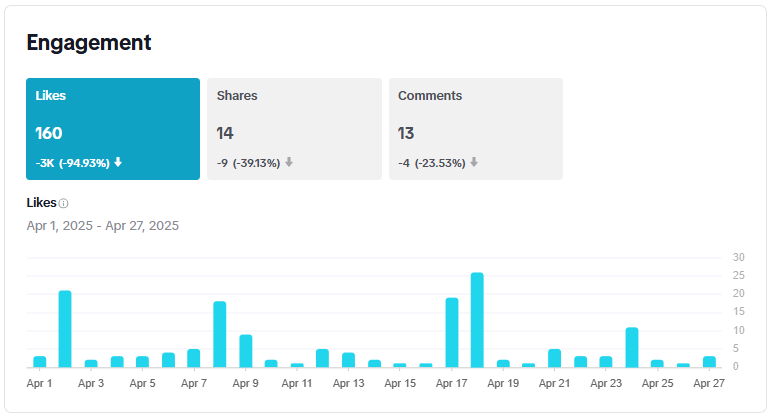 Engagement
Likes
160
-3K (-94.93%)
Shares
14
-9 (-39.13%)
Comments
13
-4 (-23.53%)
Likes
Apr 1, 2025 - Apr 27, 2025
30
25
20
15
10
5
0
Apr 1 Apr 3 Apr 5 Apr 7 Apr 9 Apr 11 Apr 13 Apr 15 Apr 17 Apr 19 Apr 21 Apr 23 Apr 25 Apr 27